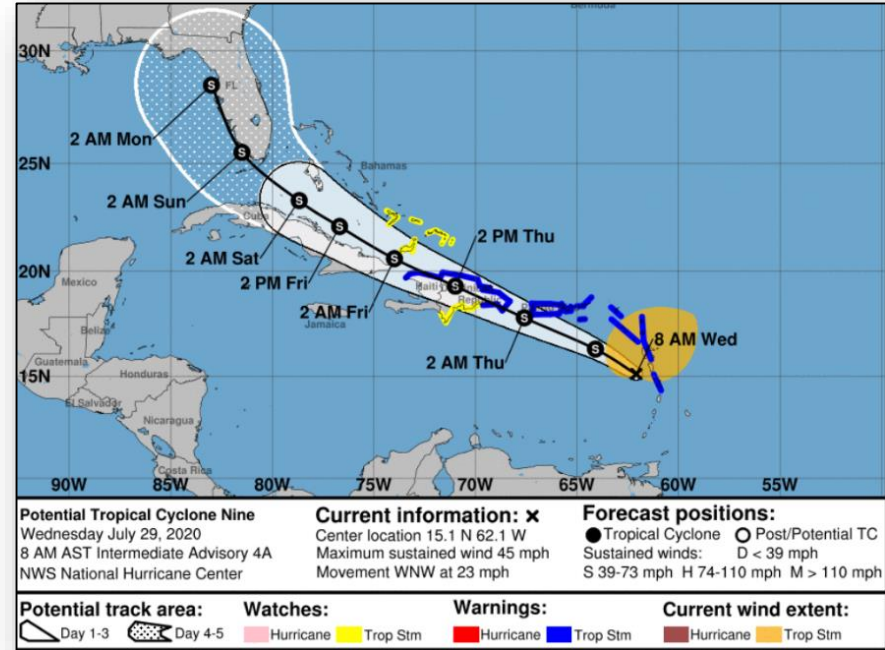 Bermuda
30N
FL
2 AM Mon
25N
Bahamas
2 AM Sun
Cuba
2 AM Sat
2 PM Thu
20N
2 PM Fri
Mexico
Haiti
Republic
2 AM Fri
Jamaica
Belize
8 AM Wed
2 AM Thu
Guatemala
15N
Honduras
El Salvador
Nicaragua
Costa Rica
90W 85W 80W 75W 70W 65W 60W 55W
S S S S S S S S
Potential Tropical Cyclone Nine
Wednesday July 29, 2020
8 AM AST Intermediate Advisory 4A
NWS National Hurricane Center
Current information: x
Center location 15.1 N 62.1 W
Maximum sustained wind 45 mph
Movement WNW at 23 mph
Forecast positions:
Tropical Cyclone Post/Potential TC
Sustained winds: D < 39 mph
S 39-73 mph H 74-110 mph M > 110 mph
Potential track area:
Day 1-3 Day 4-5
Watches:
Hurricane Trop Stm
Warnings:
Hurricane Trop Stm
Current wind extent:
Hurricane Trop Stm